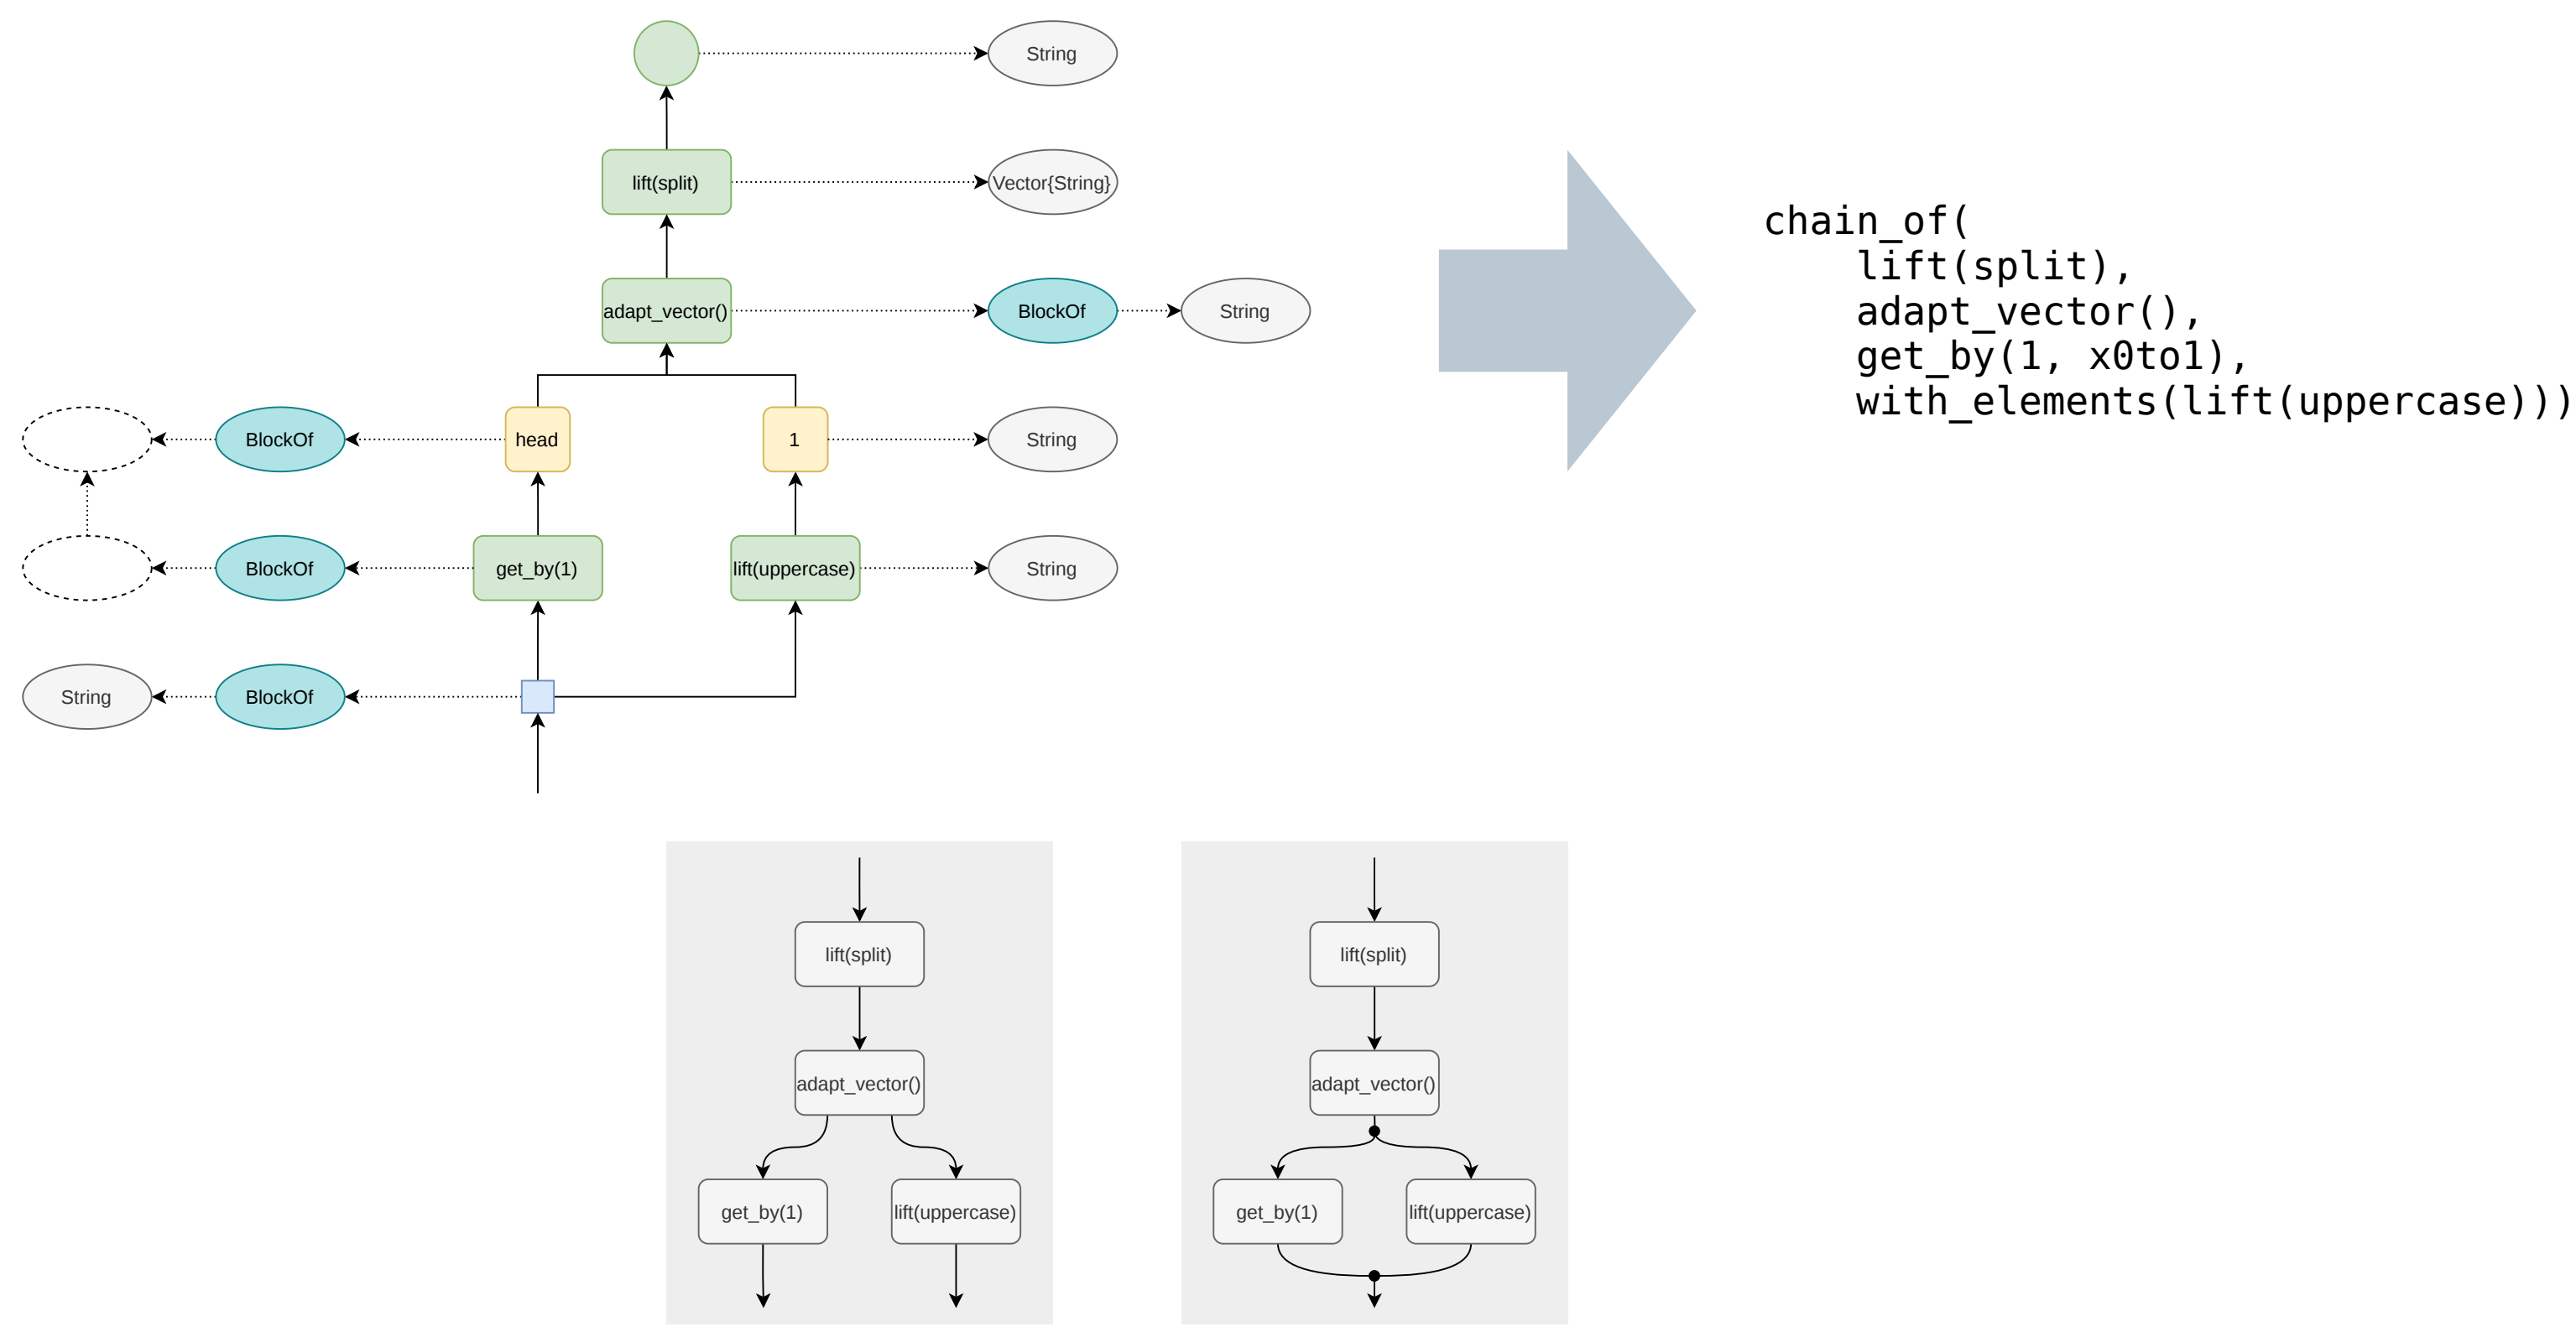 String
lift(split)
Vector{String}
adapt_vector()
BlockOf
String
BlockOf
head
1
String
BlockOf
get_by(1)
lift(uppercase)
String
String
BlockOf
chain_of(
    lift(split),
    adapt_vector(),
    get_by(1, x0to1),
    with_elements(lift(uppercase)))
lift(split)
adapt_vector()
get_by(1)
lift(uppercase)
lift(split)
adapt_vector()
get_by(1)
lift(uppercase)